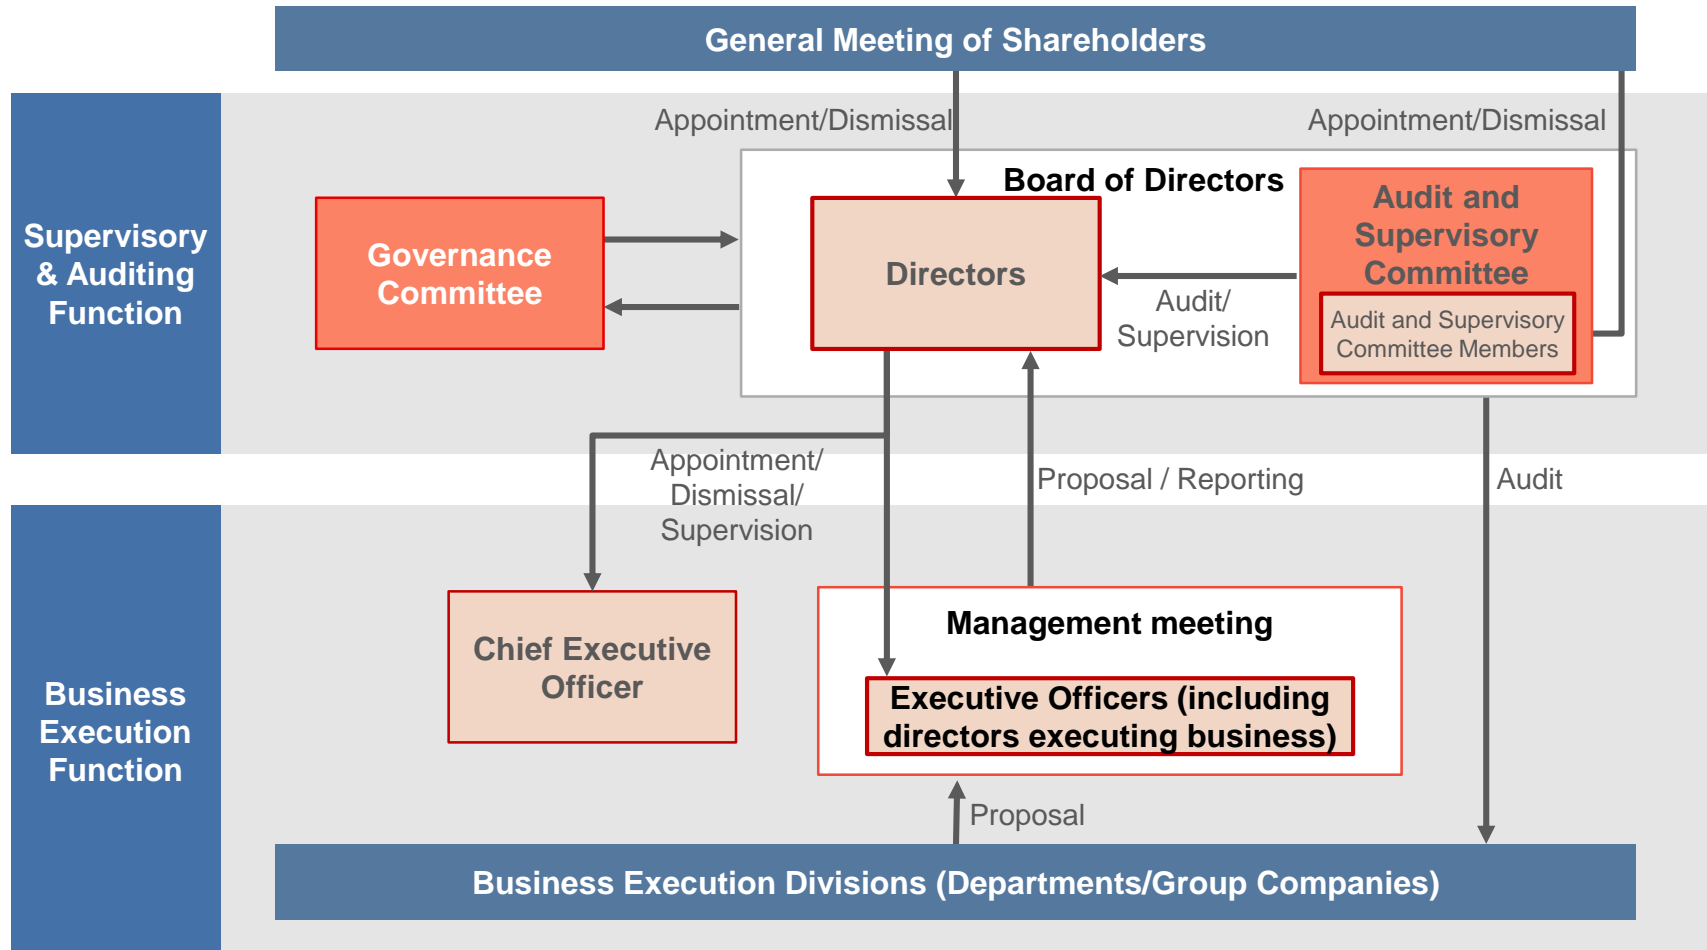 General Meeting of Shareholders
Appointment/Dismissal
Appointment/Dismissal
Supervisory
& Auditing
Function
Board of Directors
Governance
Committee
Directors
Audit/
Supervision
Audit and
Supervisory
Committee
Audit and Supervisory
Committee Members
Appointment/
Dismissal/
Supervision
Proposal / Reporting
Audit
Business
Execution
Function
Chief Executive
Officer
Management meeting
Executive Officers (including
directors executing business)
Proposal
Business Execution Divisions (Departments/Group Companies)